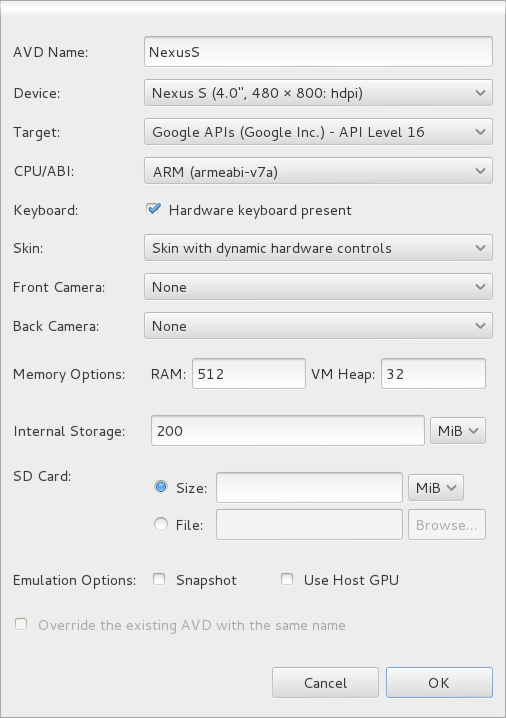 AVD Name: NexusS
Device: Nexus S (4.0", 480 × 800: hdpi)
Target: Google APIs (Google Inc.) - API Level 16
CPU/ABI: ARM (armeabi-v7a)
Keyboard: Hardware keyboard present
Skin: Skin with dynamic hardware controls
Front Camera: None
Back Camera: None
Memory Options: RAM: 512 VM Heap: 32
Internal Storage: 200 MiB
SD Card:
Size: MiB
File: Browse...
Emulation Options: Snapshot Use Host GPU
Override the existing AVD with the same name
Cancel OK